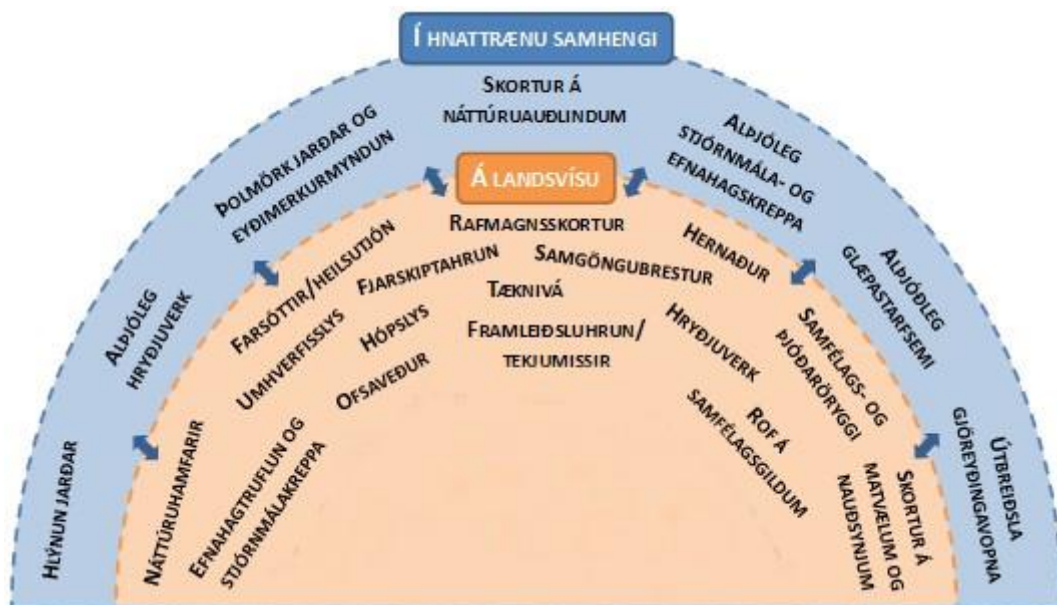 Í HNATTRÆNU SAMHENGI
SKORTUR Á
NÁTTÚRUAUÐLINDUM
HLÝNUN JARÐAR
ALÞJÓLEG
HRYÐJUVERK
ÞOLMÖRK JARÐAR OG
EYÐIMERKURMYNDUN
ALÞJÓLEG
STJÓRNMÁLA- OG
EFNAHAGSKREPPA
ALÞJÓÐLEG
GLÆPASTARFSEMI
ÚTBREIÐSLA
GJÖREYÐINGAVOPNA
Á LANDSVÍSU
RAFMAGNSSKORTUR
FJARSKIPTAHRUN
SAMGÖNGUBRESTUR
TÆKNIVÁ
FRAMLEIÐSLUHRUN/
TEKJUMISSIR
FARSÓTTIR/HEILSUTJÓN
UMHVERFISSLYS
HÓPSLYS
OFSAVEÐUR
NÁTTÚRUHAMFARIR
EFNAHAGTRUFLUN OG
STJÓRNMÁLAKREPPA
HERNAÐUR
HRYÐJUVERK
SAMFÉLAGS- OG
ÞJÓÐARÖRYGGI
ROF Á
SAMFÉLAGSGILDUM
SKORTUR Á
MATVÆLUM OG
NAUÐSYNJUM